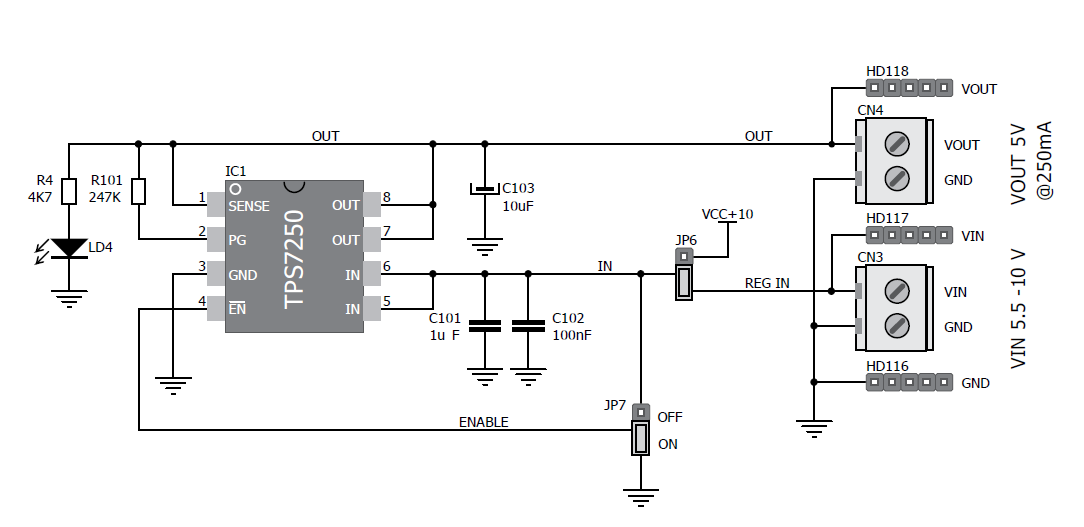 HD118
VOUT
CN4
OUT
OUT
VOUT
GND
VOUT 5V
@250mA
R4
4K7
R101
247K
IC1
1
SENSE
OUT
8
C103
10uF
2
PG
OUT
7
TPS7250
LD4
3
GND
IN
6
4
EN
IN
5
VCC+10
JP6
IN
REG IN
HD117
VIN
CN3
VIN
GND
VIN 5.5 -10 V
C101
1u F
C102
100nF
HD116
GND
JP7
OFF
ON
ENABLE